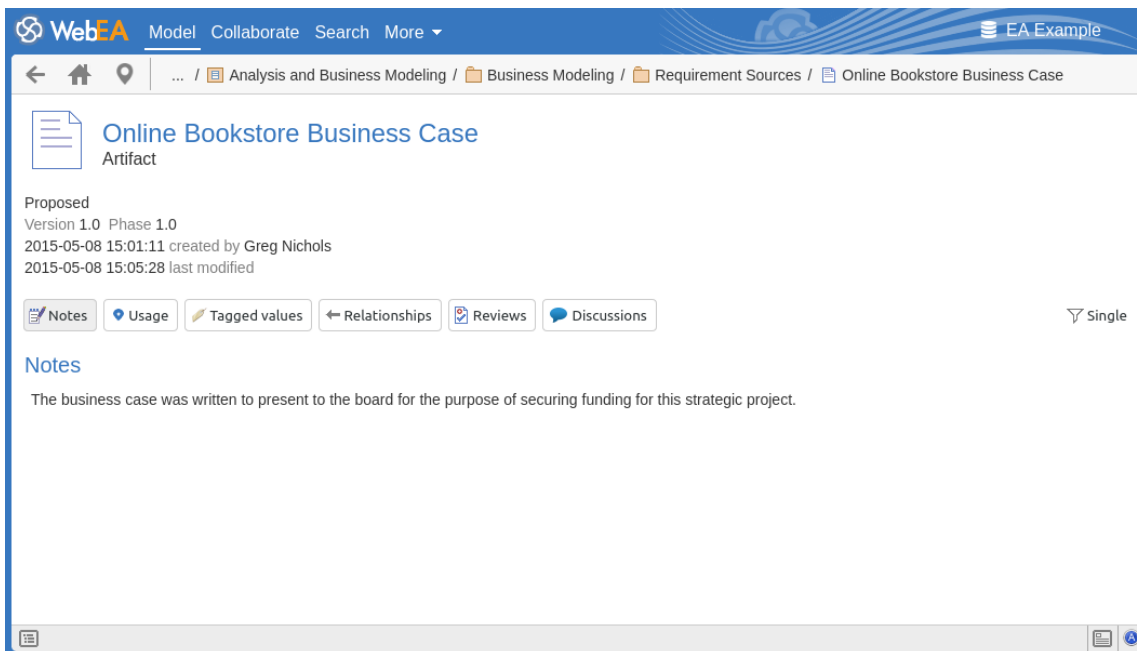 WebEA Model Collaborate Search More EA Example
... / Analysis and Business Modeling / Business Modeling / Requirement Sources / Online Bookstore Business Case
Online Bookstore Business Case
Artifact
Proposed
Version 1.0 Phase 1.0
2015-05-08 15:01:11 created by Greg Nichols
2015-05-08 15:05:28 last modified
Notes Usage Tagged values Relationships Reviews Discussions Single
Notes
The business case was written to present to the board for the purpose of securing funding for this strategic project.
A